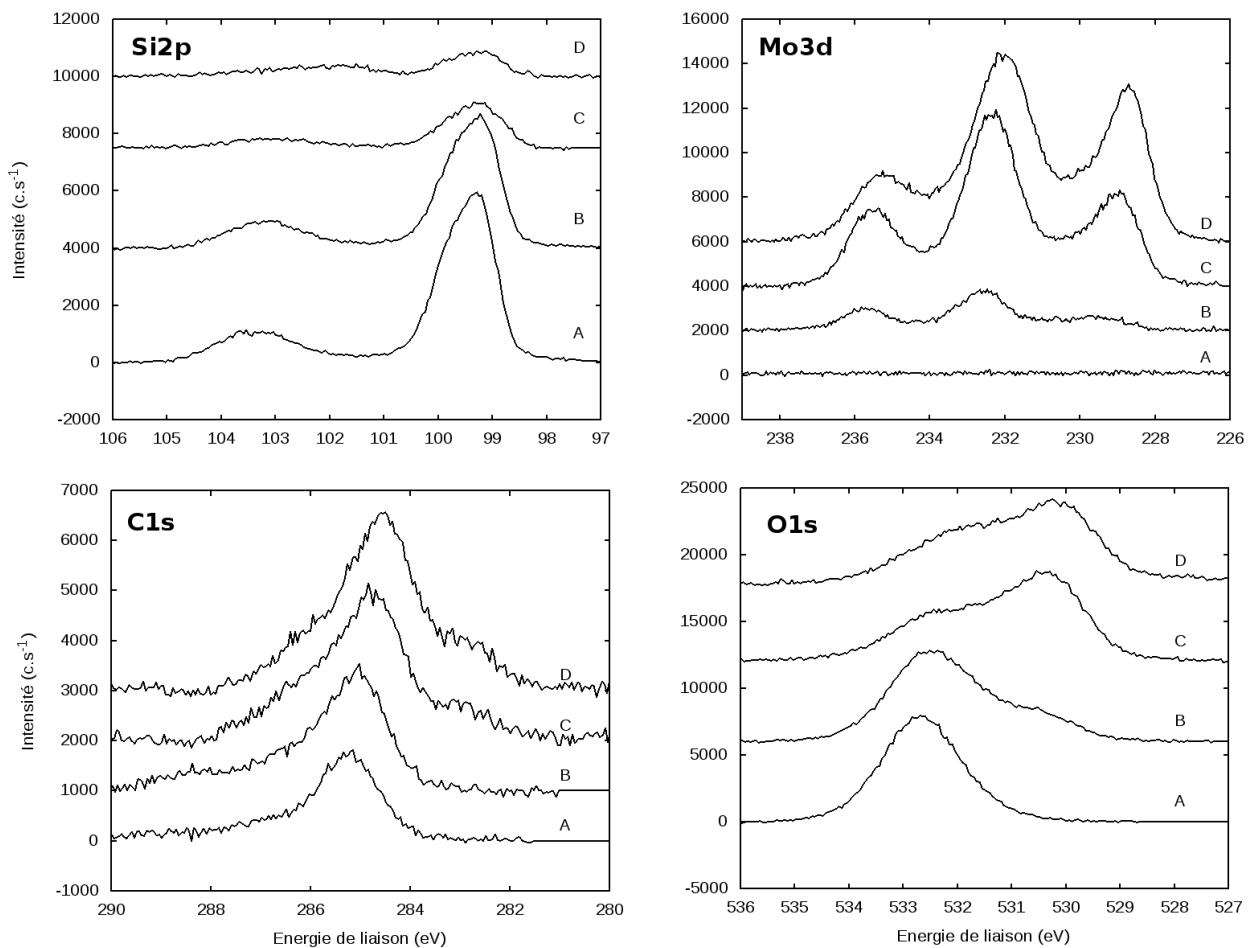 Si2p
Intensité (c.s-1)
12000
10000
8000
6000
4000
2000
0
-2000
D
C
B
A
106 105 104 103 102 101 100 99 98 97
Mo3d
16000
14000
12000
10000
8000
6000
4000
2000
0
-2000
D
C
B
A
238 236 234 232 230 228 226
C1s
Intensité (c.s-1)
7000
6000
5000
4000
3000
2000
1000
0
-1000
D
C
B
A
290 288 286 284 282 280
Energie de liaison (eV)
O1s
25000
20000
15000
10000
5000
0
-5000
D
C
B
A
536 535 534 533 532 531 530 529 528 527
Energie de liaison (eV)